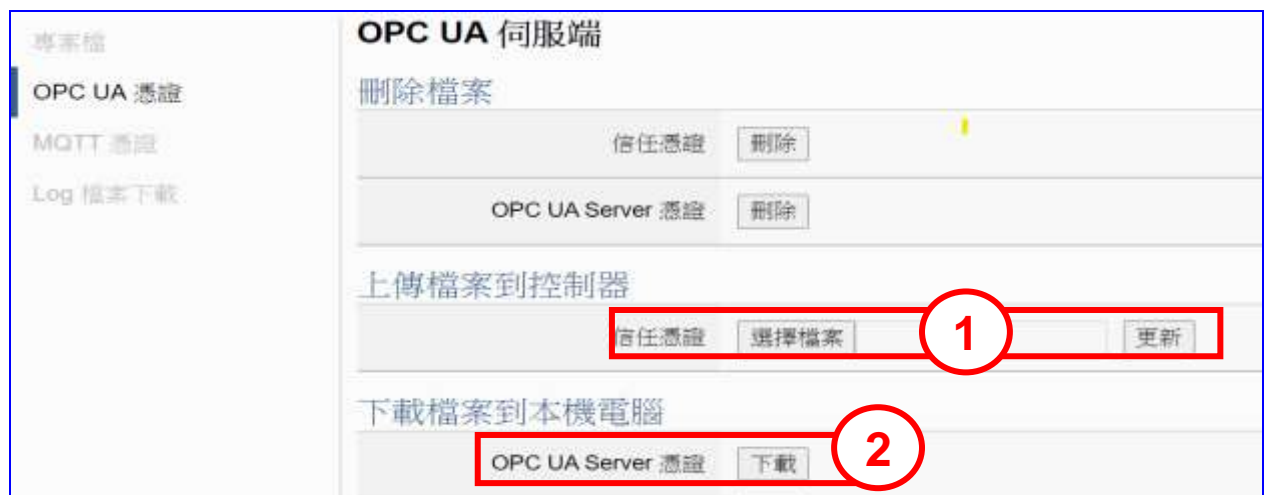 專案檔
OPC UA 憑證
MQTT 憑證
Log 檔案下載
OPC UA 伺服端
刪除檔案
信任憑證 刪除
OPC UA Server 憑證 刪除
上傳檔案到控制器
信任憑證 選擇檔案 1 更新
下載檔案到本機電腦
OPC UA Server 憑證 下載 2